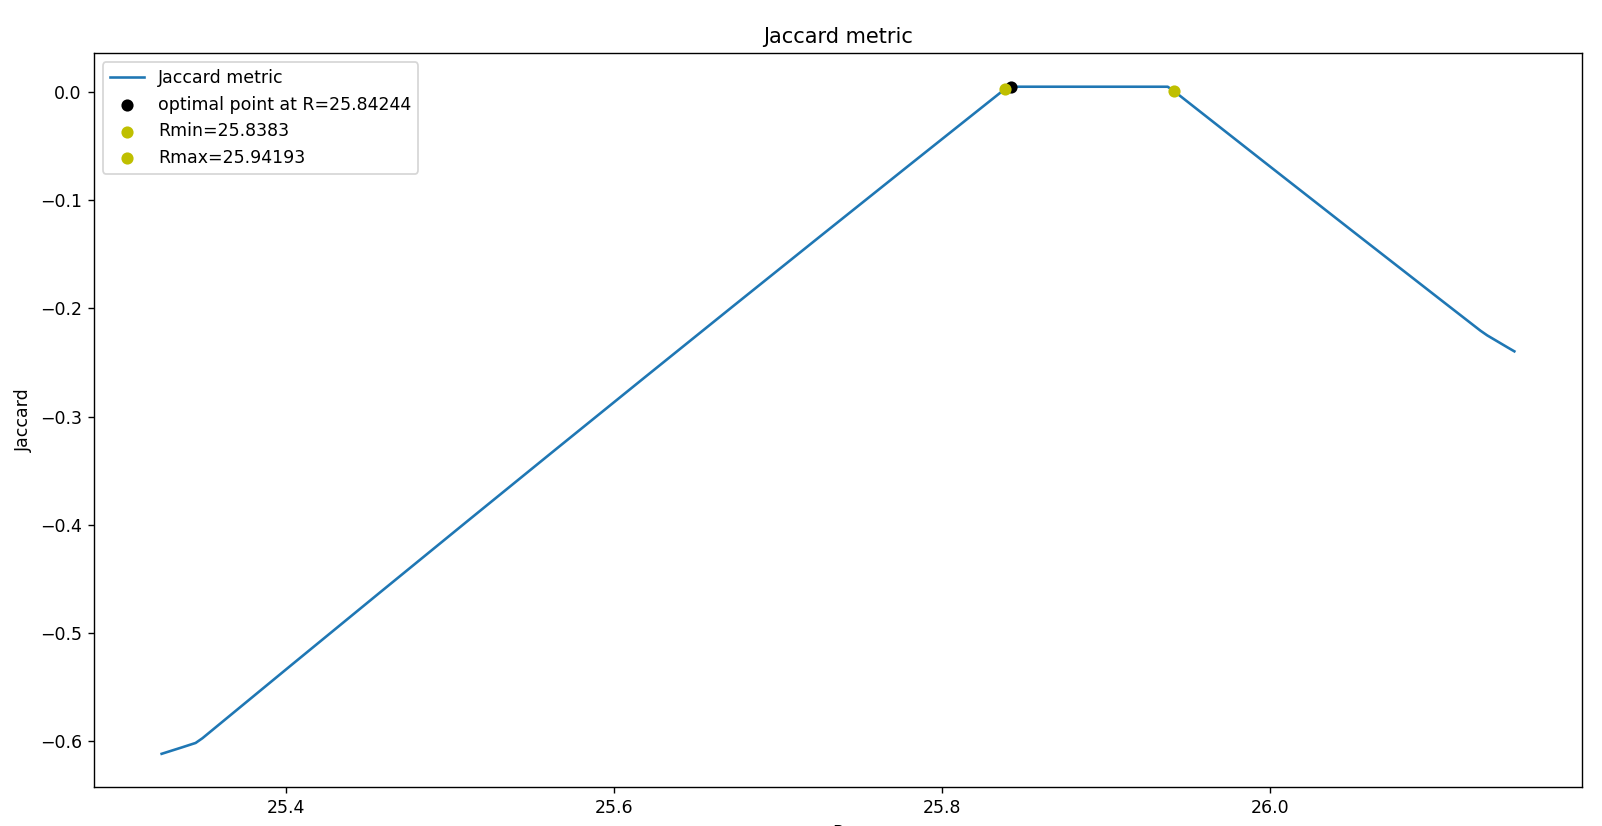 Jaccard metric
Jaccard metric
optimal point at R=25.84244
Rmin=25.8383
Rmax=25.94193
0.0
−0.1
−0.2
−0.3
−0.4
−0.5
−0.6
Jaccard
25.4
25.6
25.8
26.0